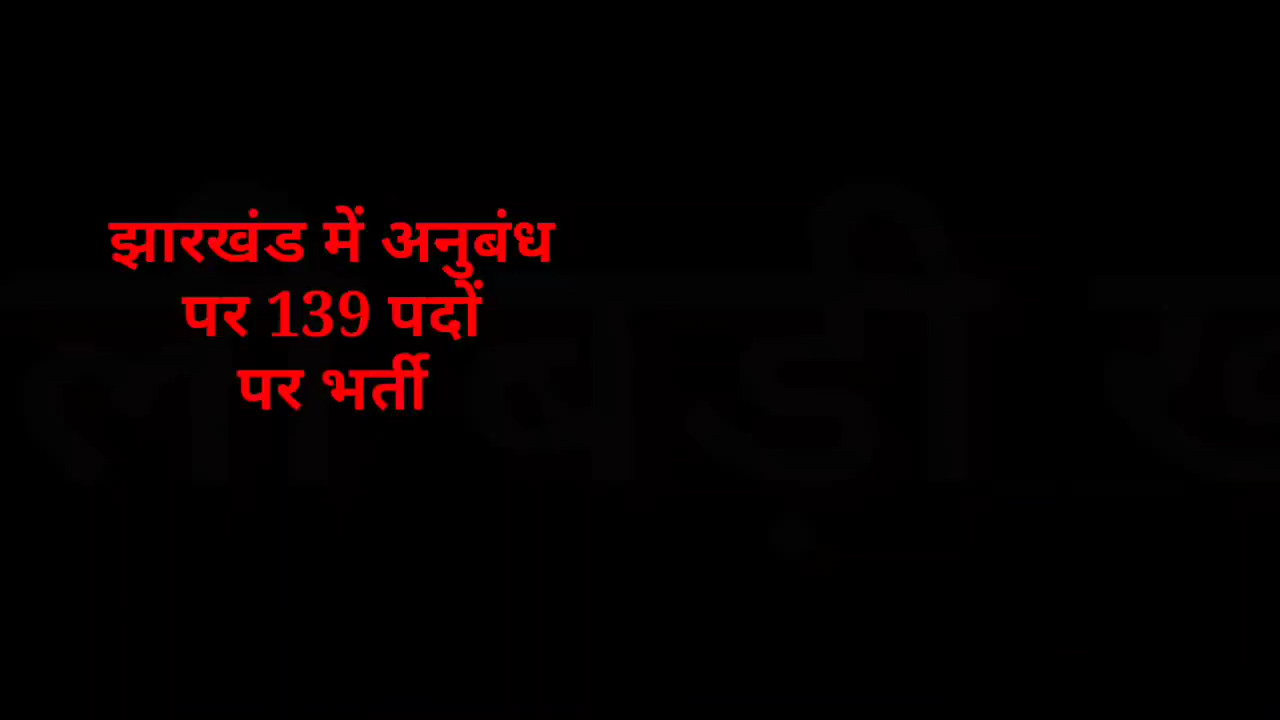 झारखंड में अनुबंध
पर 139 पदों
पर भर्ती